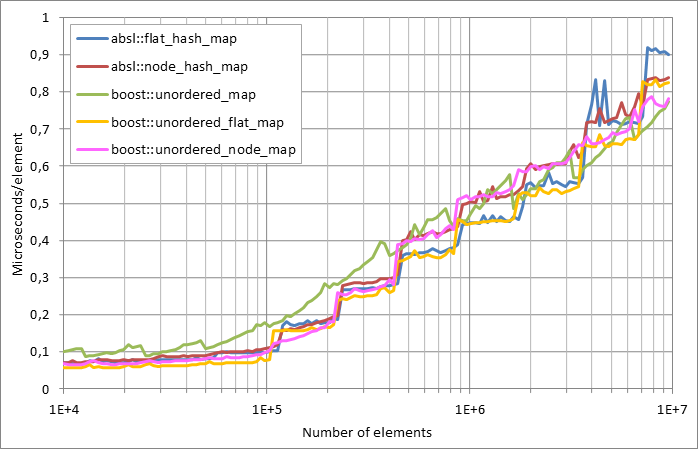 1
0,9
0,8
0,7
0,6
0,5
0,4
0,3
0,2
0,1
0
Microseconds/element
absl::flat_hash_map
absl::node_hash_map
boost::unordered_map
boost::unordered_flat_map
boost::unordered_node_map
1E+4
1E+5
1E+6
1E+7
Number of elements